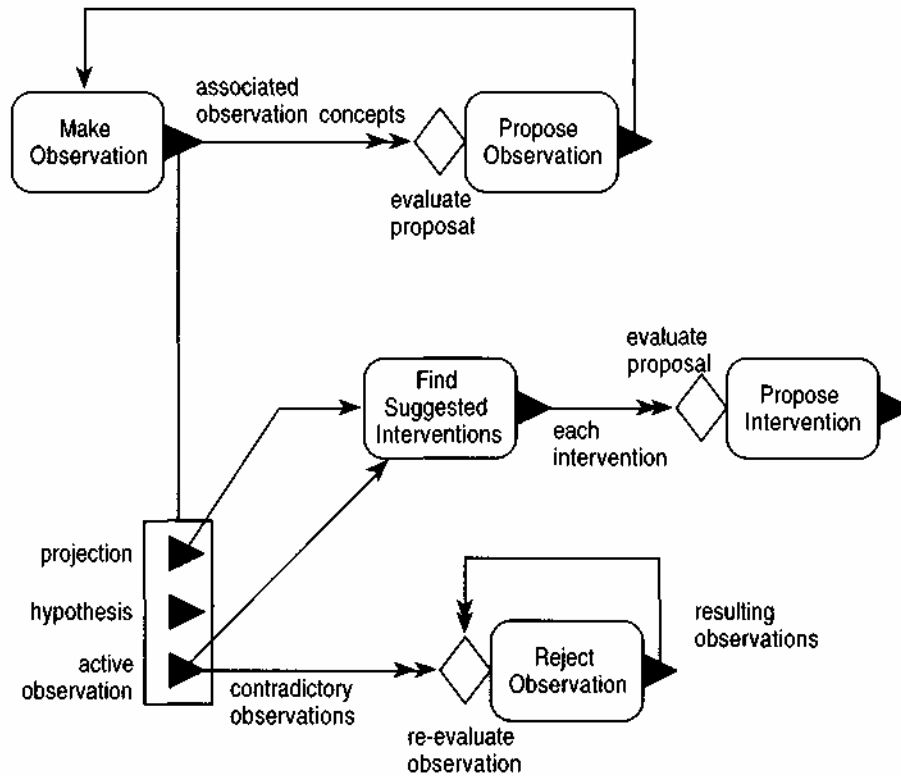 associated
observation concepts
Make
Observation
Propose
Observation
evaluate
proposal
Find
Suggested
Interventions
each
intervention
evaluate
proposal
Propose
Intervention
projection
hypothesis
active
observation
contradictory
observations
Reject
Observation
re-evaluate
observation
resulting
observations